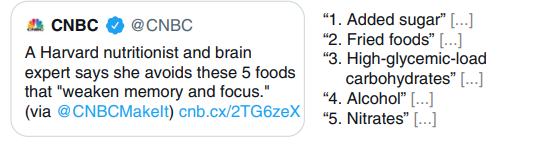 CNBC @CNBC
A Harvard nutritionist and brain
expert says she avoids these 5 foods
that "weaken memory and focus."
(via @CNBCMakeIt) cnb.cx/2TG6zeX
“1. Added sugar” [...]
“2. Fried foods” [...]
“3. High-glycemic-load
carbohydrates” [...]
“4. Alcohol” [...]
“5. Nitrates” [...]